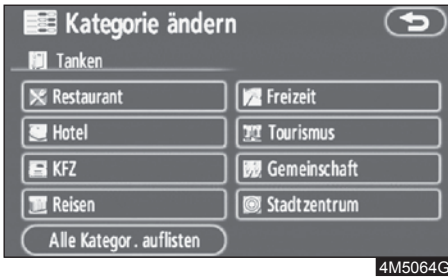 Kategorie ändern
Tanken
Restaurant
Freizeit
Hotel
Tourismus
KFZ
Gemeinschaft
Reisen
Stadtzentrum
Alle Kategor. auflisten
4M5064G